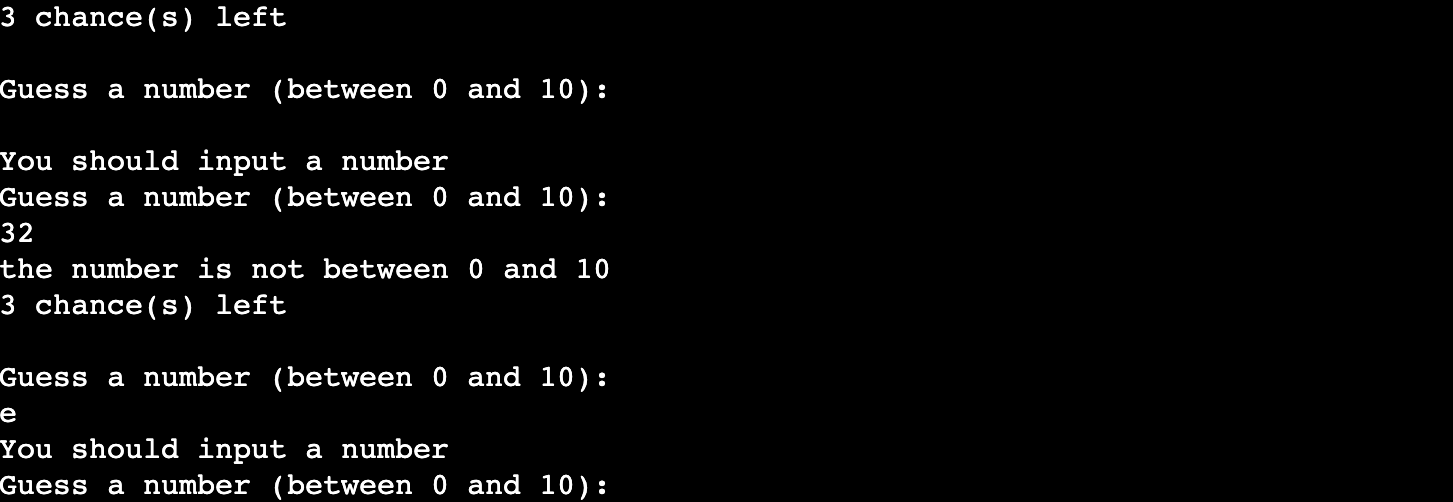 3 chance(s) left
Guess a number (between 0 and 10):
You should input a number
Guess a number (between 0 and 10):
32
the number is not between 0 and 10
3 chance(s) left
Guess a number (between 0 and 10):
e
You should input a number
Guess a number (between 0 and 10):